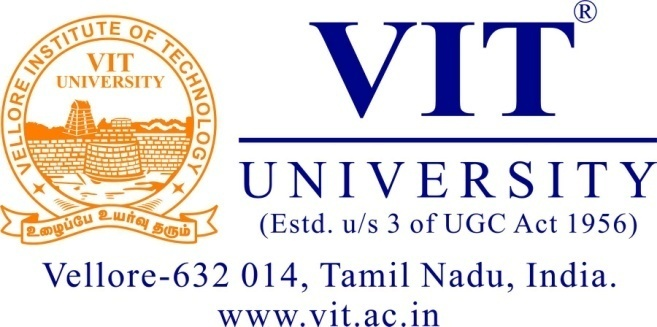 VELLORE INSTITUTE OF TECHNOLOGY
VIT
UNIVERSITY
உழைப்பே உயர்வு தரும்
VIT®
UNIVERSITY
(Estd. u/s 3 of UGC Act 1956)
Vellore-632 014, Tamil Nadu, India.
www.vit.ac.in